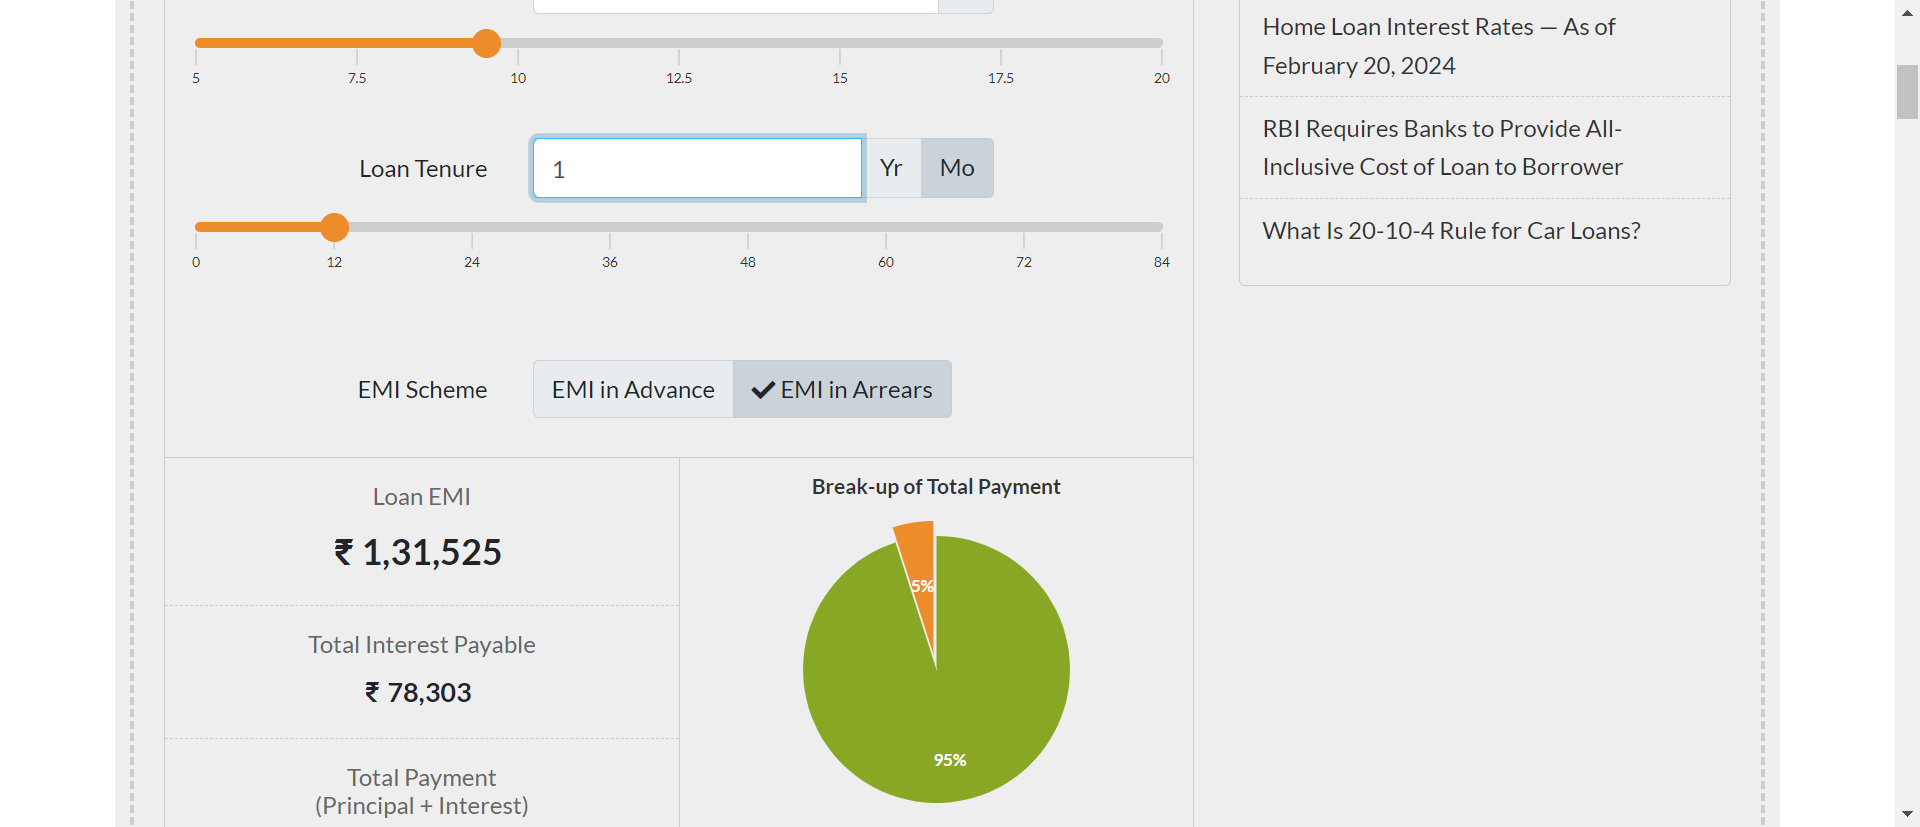 5 7.5 10 12.5 15 17.5 20
Loan Tenure 1 Yr Mo
0 12 24 36 48 60 72 84
EMI Scheme EMI in Advance EMI in Arrears
Loan EMI
₹ 1,31,525
Total Interest Payable
₹ 78,303
Total Payment
(Principal + Interest)
Break-up of Total Payment
5%
95%
Home Loan Interest Rates — As of
February 20, 2024
RBI Requires Banks to Provide All-
Inclusive Cost of Loan to Borrower
What Is 20-10-4 Rule for Car Loans?